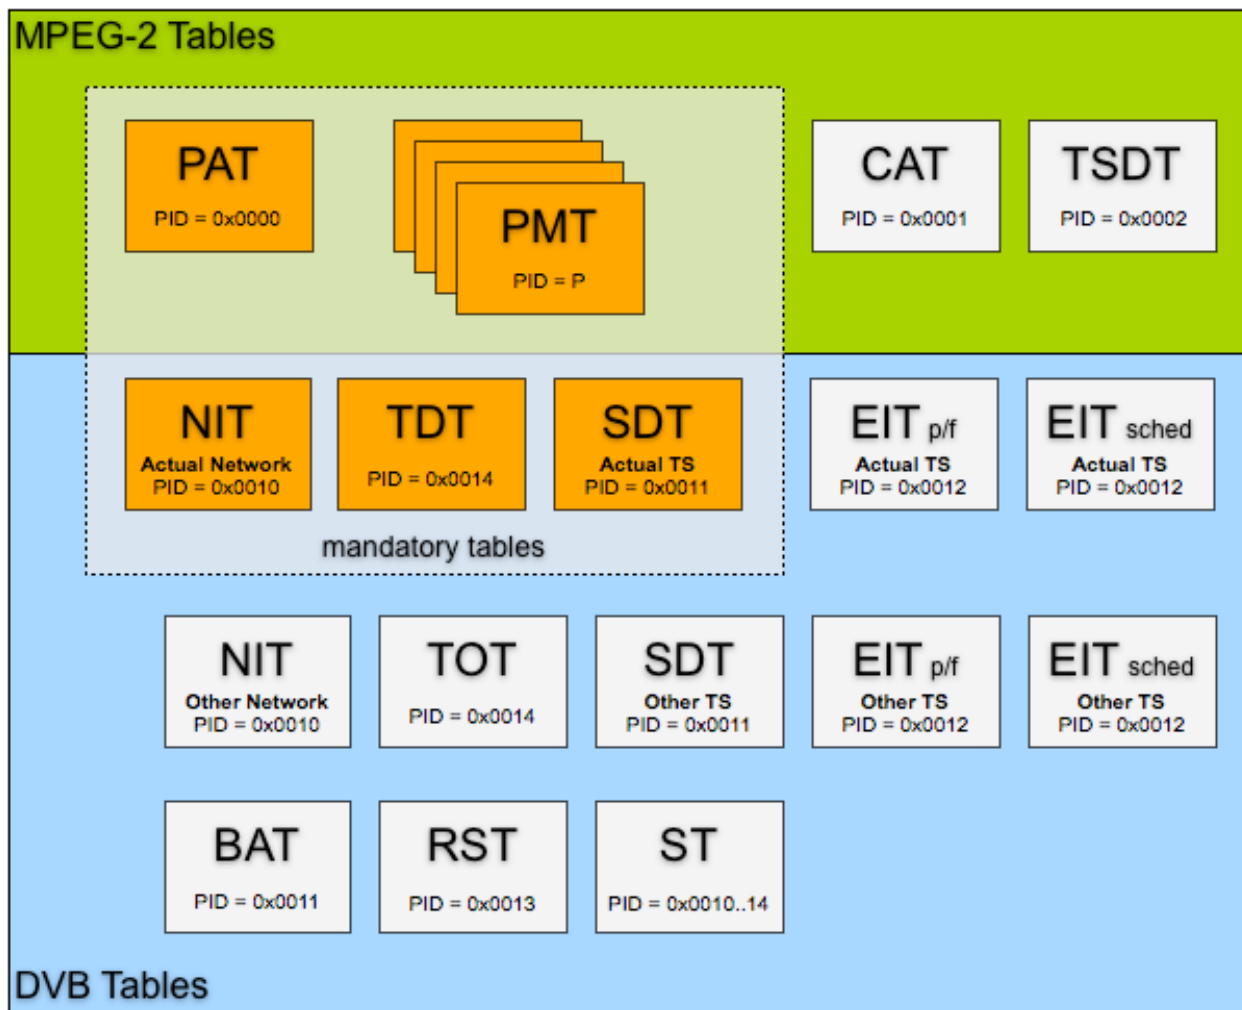 MPEG-2 Tables
PAT
PID = 0x0000
PMT
PID = P
CAT
PID = 0x0001
TSDT
PID = 0x0002
NIT
Actual Network
PID = 0x0010
TDT
PID = 0x0014
SDT
Actual TS
PID = 0x0011
EIT p/f
Actual TS
PID = 0x0012
EIT sched
Actual TS
PID = 0x0012
mandatory tables
NIT
Other Network
PID = 0x0010
TOT
PID = 0x0014
SDT
Other TS
PID = 0x0011
EIT p/f
Other TS
PID = 0x0012
EIT sched
Other TS
PID = 0x0012
BAT
PID = 0x0011
RST
PID = 0x0013
ST
PID = 0x0010..14
DVB Tables